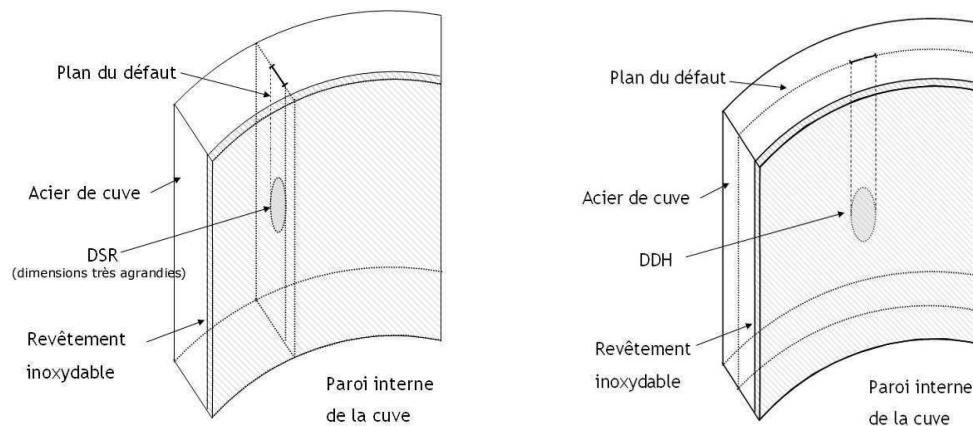 Plan du défaut
Acier de cuve
DSR
(dimensions très agrandies)
Revêtement
inoxydable
Paroi interne
de la cuve
Plan du défaut
Acier de cuve
DDH
Revêtement
inoxydable
Paroi interne
de la cuve